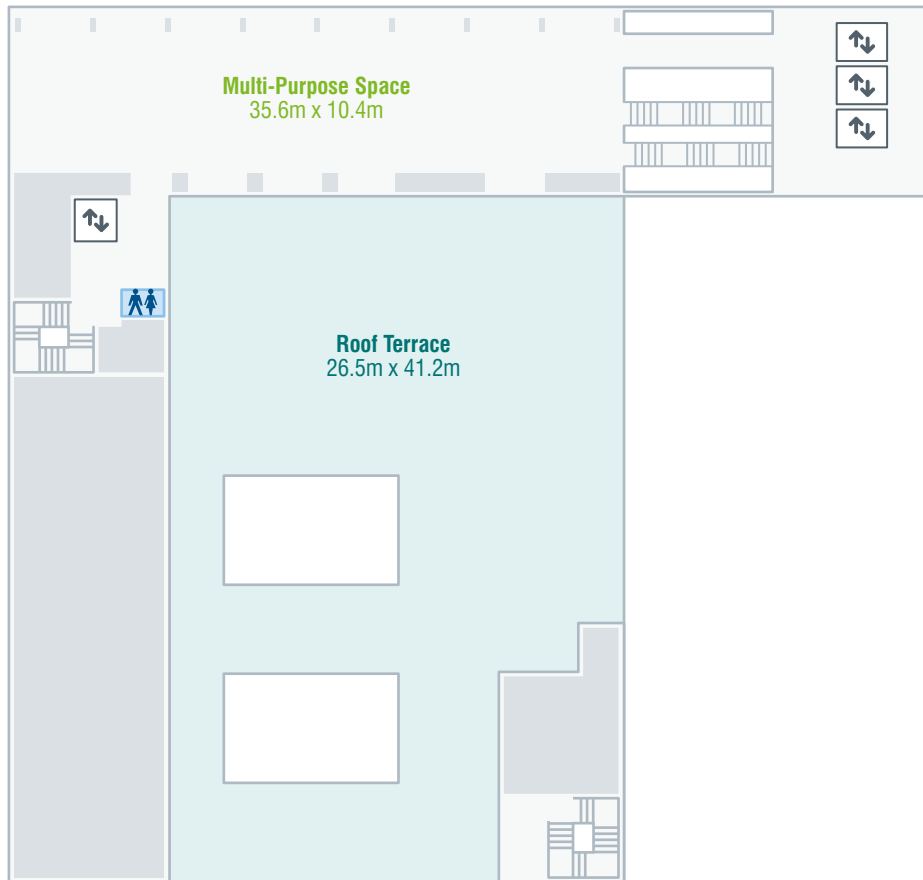 Multi-Purpose Space
35.6m x 10.4m
Roof Terrace
26.5m x 41.2m